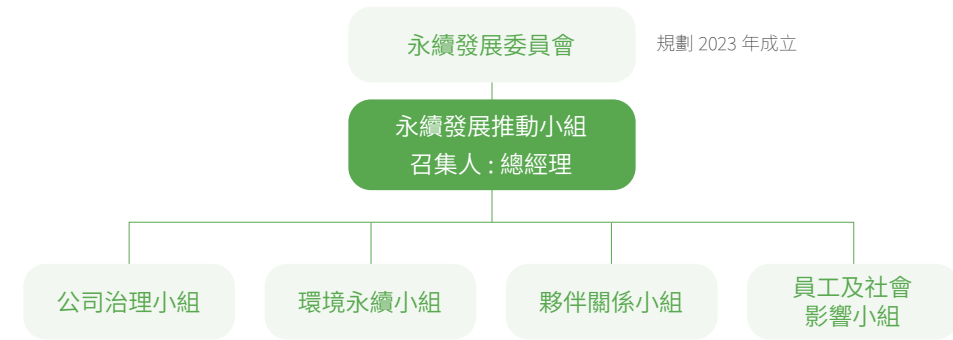 永續發展委員會
規劃 2023 年成立
永續發展推動小組
召集人 : 總經理
公司治理小組
環境永續小組
夥伴關係小組
員工及社會
影響小組